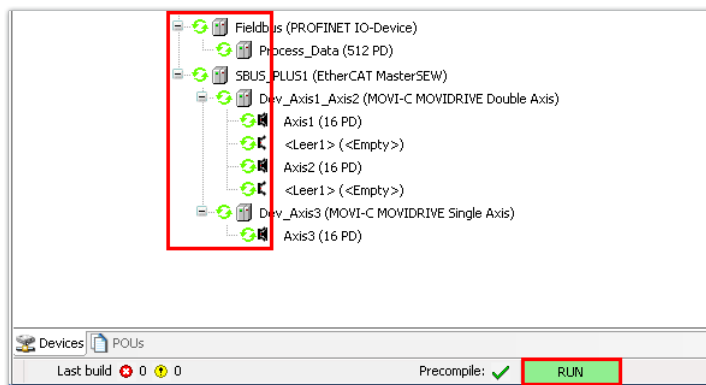 Fieldbus (PROFINET IO-Device)
Process_Data (512 PD)
SBUS_PLUS1 (EtherCAT MasterSEW)
Dev_Axis1_Axis2 (MOVI-C MOVIDRIVE Double Axis)
Axis1 (16 PD)
<Leer1> (<Empty>)
Axis2 (16 PD)
<Leer1> (<Empty>)
Dev_Axis3 (MOVI-C MOVIDRIVE Single Axis)
Axis3 (16 PD)
Devices POUs
Last build 0 0 Precompile: RUN